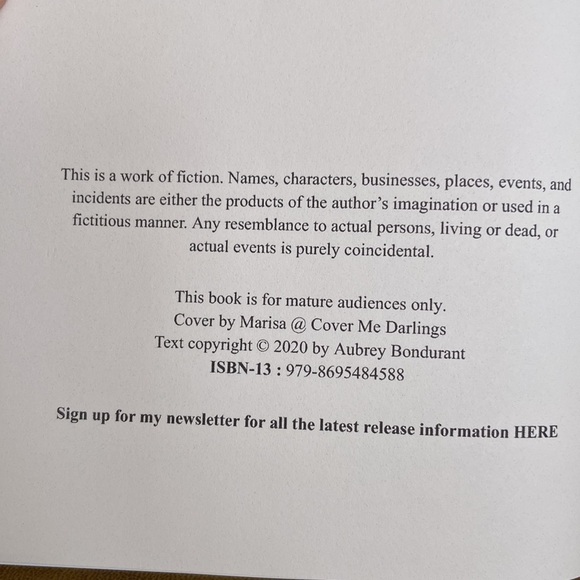 This is a work of fiction. Names, characters, businesses, places, events, and
incidents are either the products of the author's imagination or used in a
fictitious manner. Any resemblance to actual persons, living or dead, or
actual events is purely coincidental.
This book is for mature audiences only.
Cover by Marisa @ Cover Me Darlings
Text copyright © 2020 by Aubrey Bondurant
ISBN-13 : 979-8695484588
Sign up for my newsletter for all the latest release information HERE